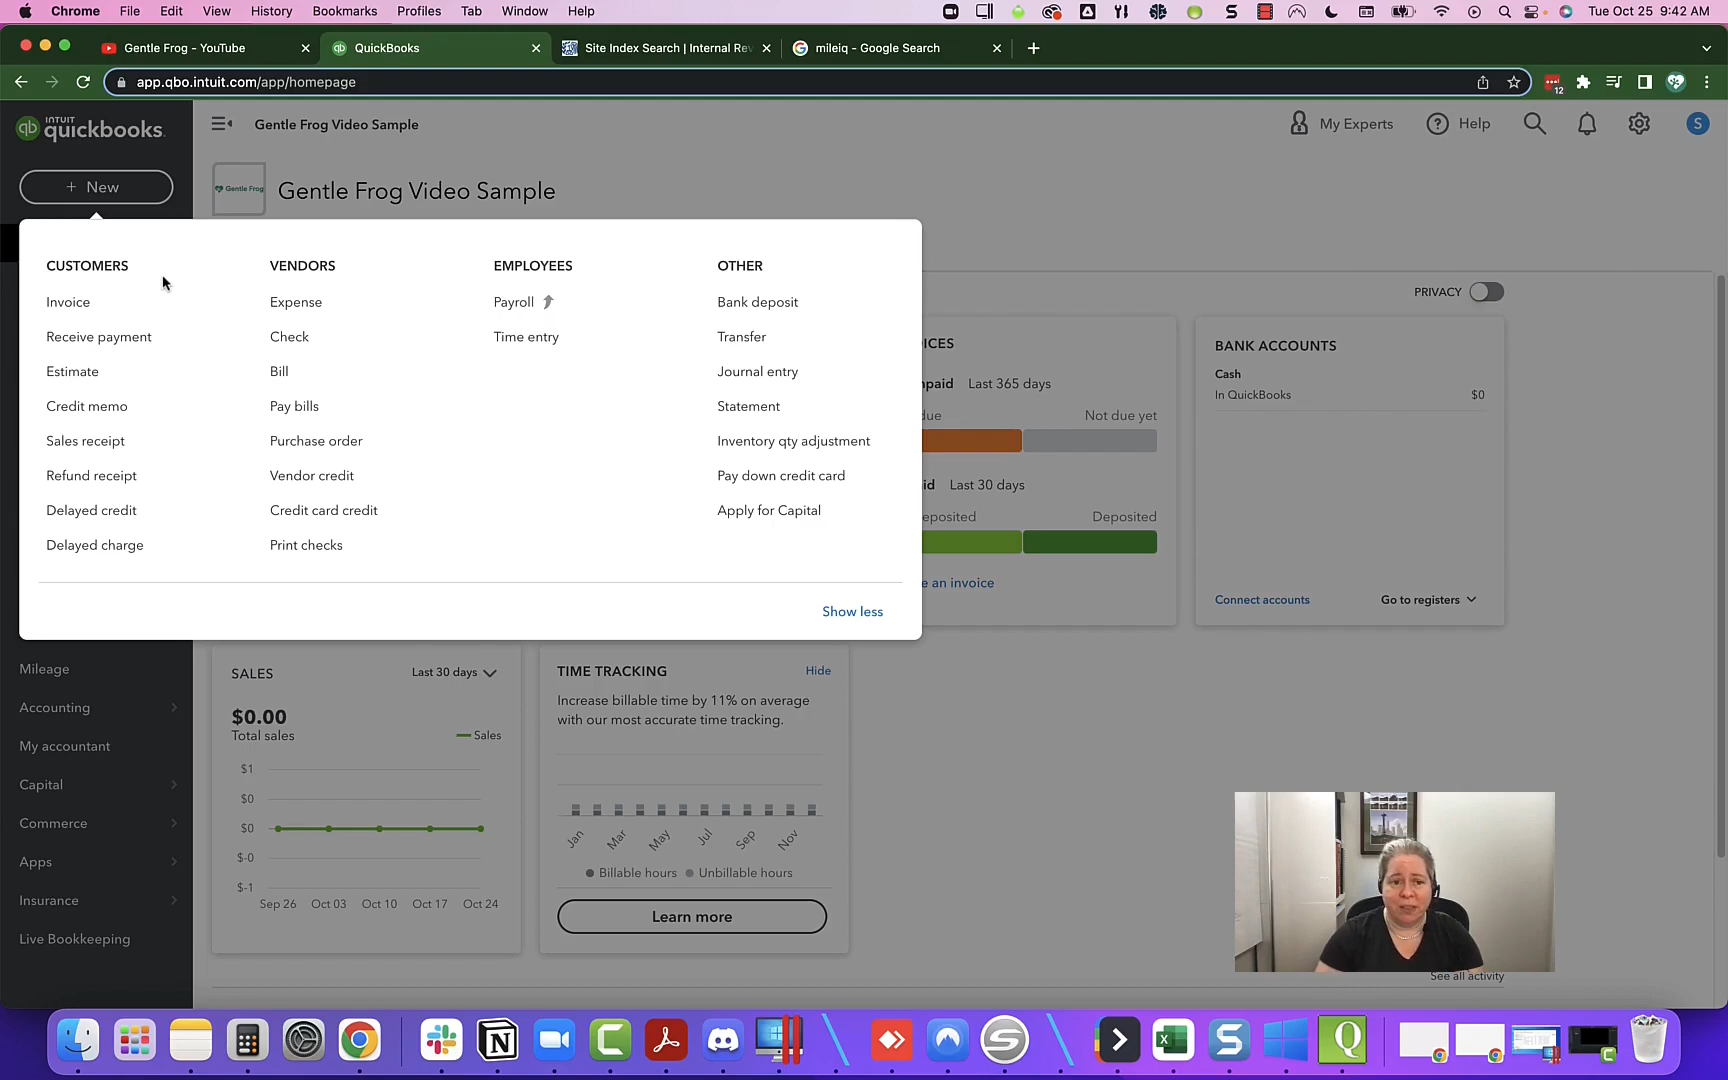 Chrome File Edit View History Bookmarks Profiles Tab Window Help Tue Oct 25 9:42 AM
Gentle Frog - YouTube QuickBooks Site Index Search | Internal Rev mileiq - Google Search
app.qbo.intuit.com/app/homepage
12
INTUIT
quickbooks.
Gentle Frog Video Sample
My Experts Help S
+ New
Gentle Frog
Gentle Frog Video Sample
CUSTOMERS VENDORS EMPLOYEES OTHER
Invoice Expense Payroll Bank deposit
Receive payment Check Time entry Transfer
Estimate Bill Journal entry
Credit memo Pay bills Statement
Sales receipt Purchase order Inventory qty adjustment
Refund receipt Vendor credit Pay down credit card
Delayed credit Credit card credit Apply for Capital
Delayed charge Print checks
Show less
PRIVACY
ICES
npaid Last 365 days
due Not due yet
id Last 30 days
eposited Deposited
e an invoice
BANK ACCOUNTS
Cash
In QuickBooks $0
Connect accounts Go to registers
Mileage
Accounting
My accountant
Capital
Commerce
Apps
Insurance
Live Bookkeeping
SALES Last 30 days
$0.00
Total sales
Sales
$1
$0
$0
$-0
$-1
Sep 26 Oct 03 Oct 10 Oct 17 Oct 24
TIME TRACKING Hide
Increase billable time by 11% on average
with our most accurate time tracking.
Jan Mar May Jul Sep Nov
Billable hours Unbillable hours
Learn more
See all activity